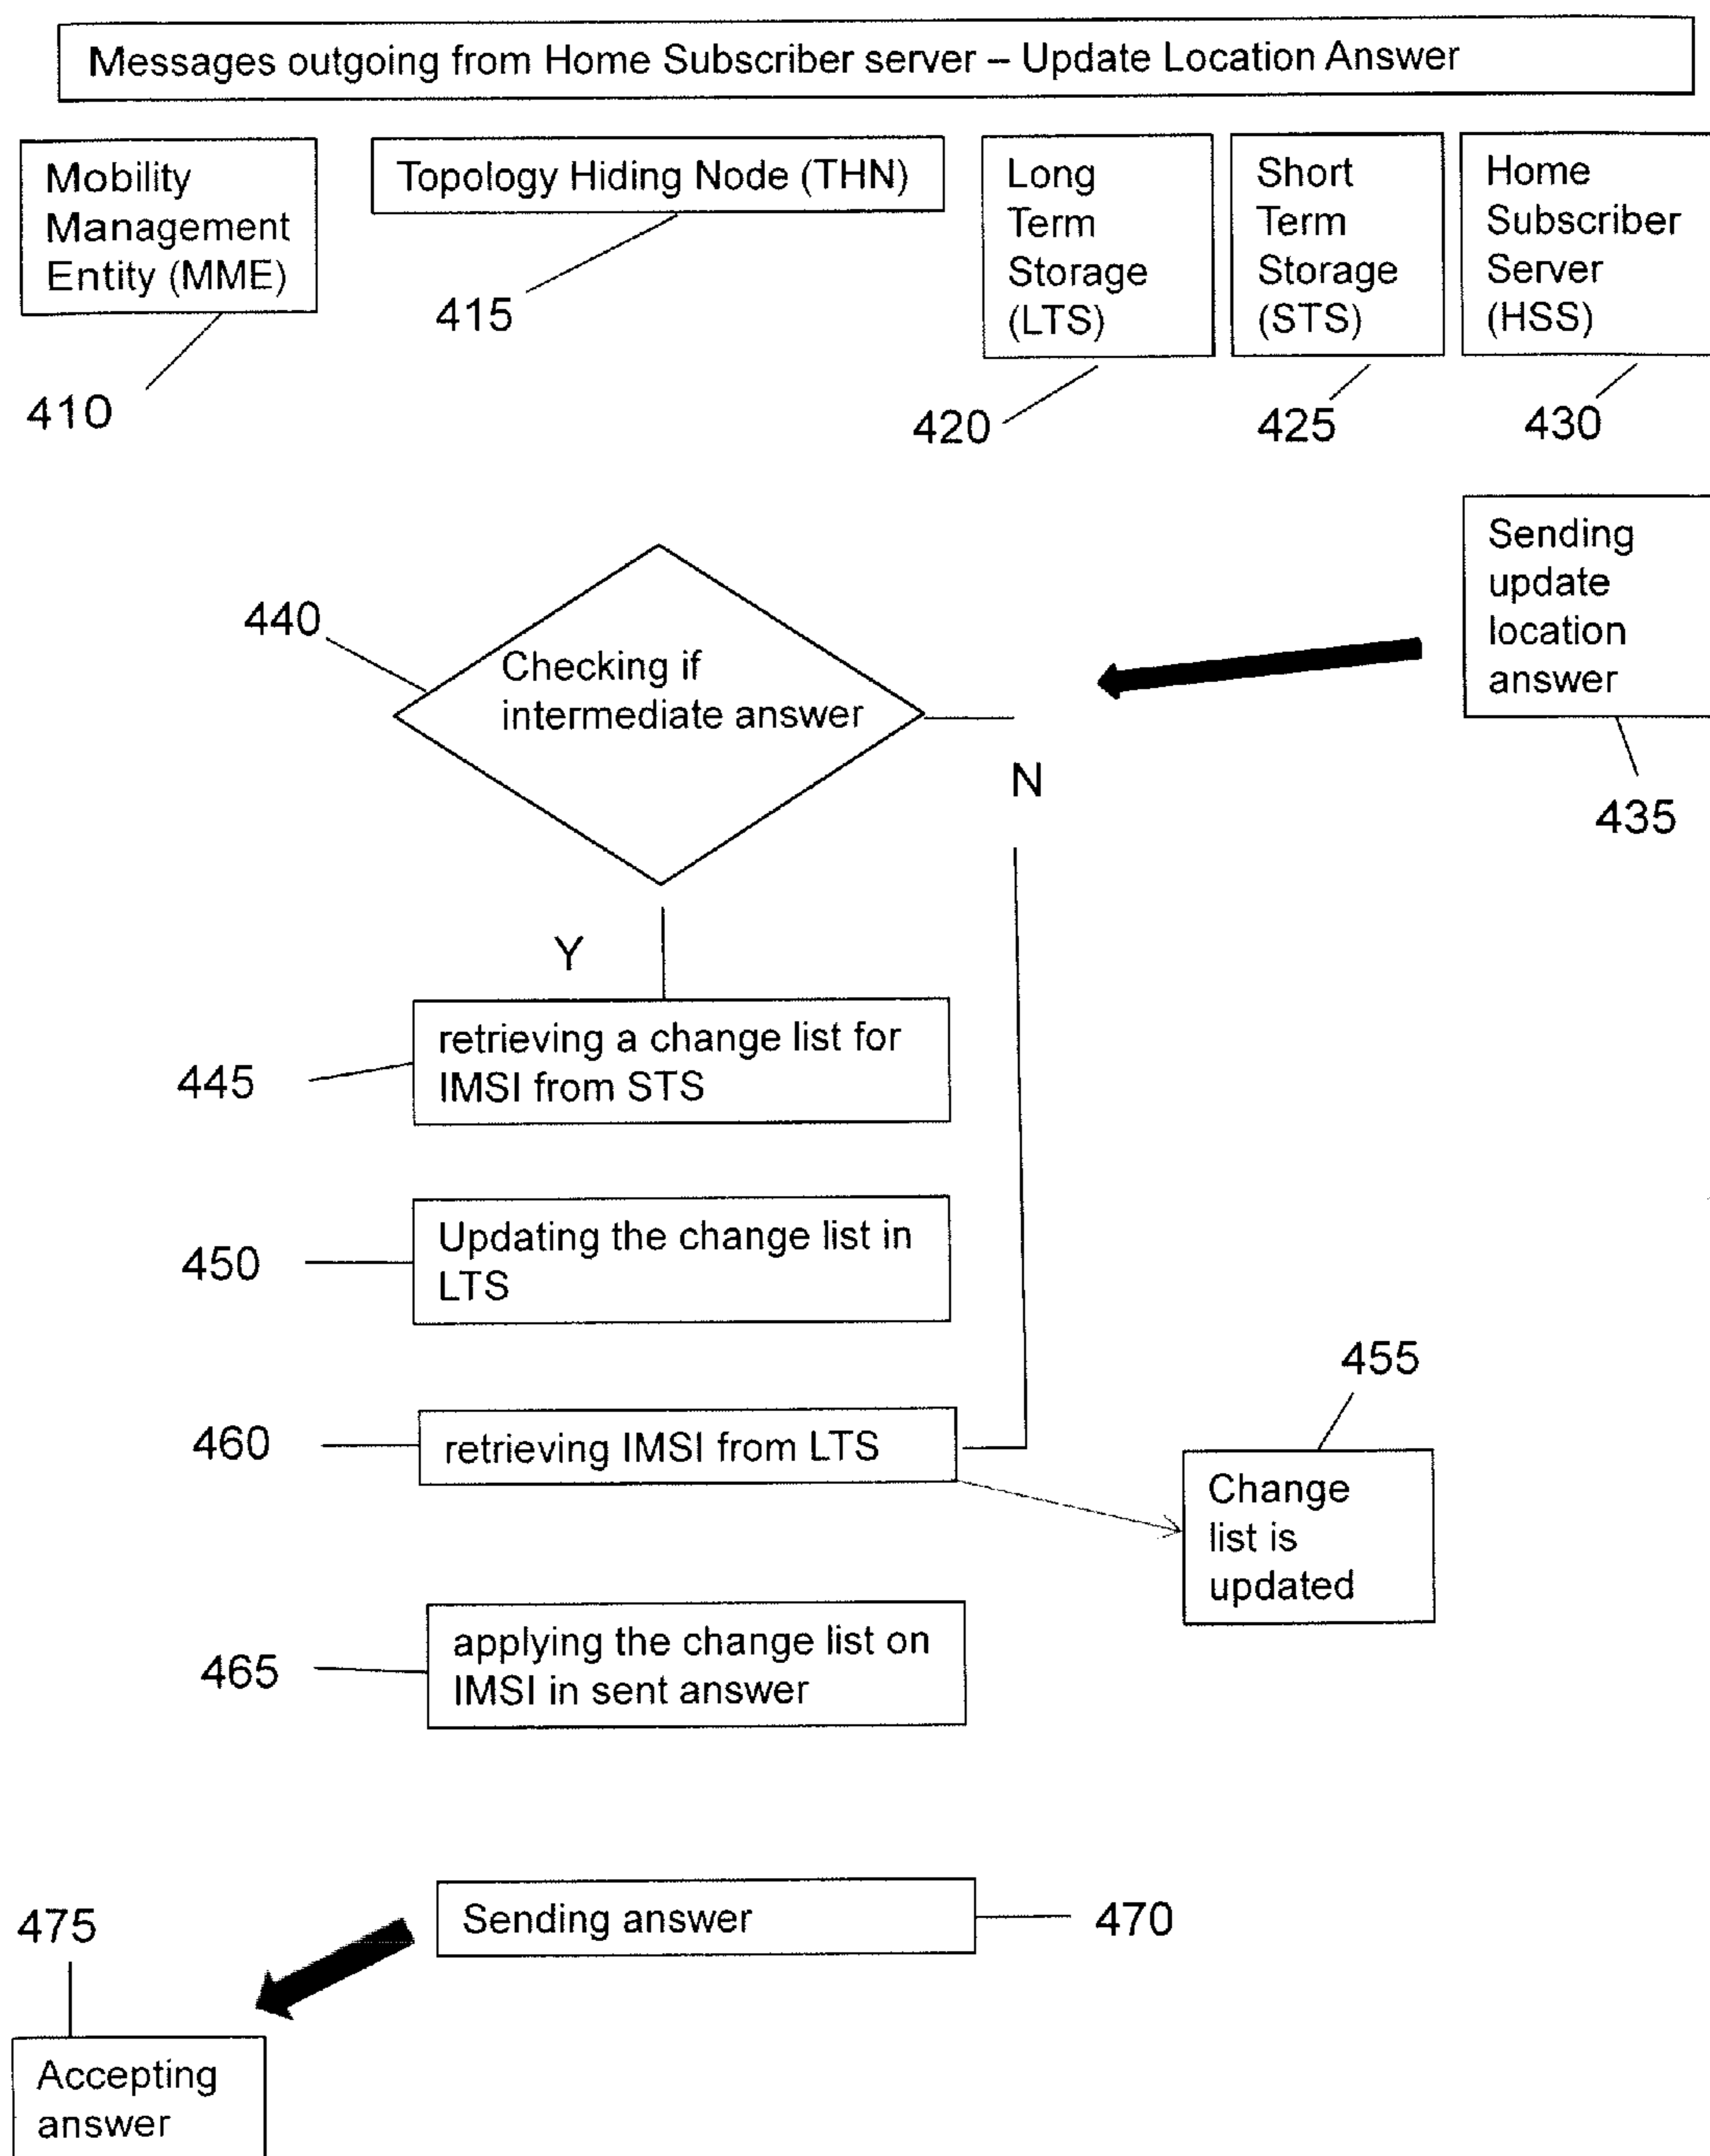 Messages outgoing from Home Subscriber server – Update Location Answer
Mobility
Management
Entity (MME)
410
Topology Hiding Node (THN)
415
Long
Term
Storage
(LTS)
420
Short
Term
Storage
(STS)
425
Home
Subscriber
Server
(HSS)
430
Sending
update
location
answer
435
440
Checking if
intermediate answer
N
Y
445
retrieving a change list for
IMSI from STS
450
Updating the change list in
LTS
455
460
retrieving IMSI from LTS
Change
list is
updated
465
applying the change list on
IMSI in sent answer
Sending answer
470
475
Accepting
answer